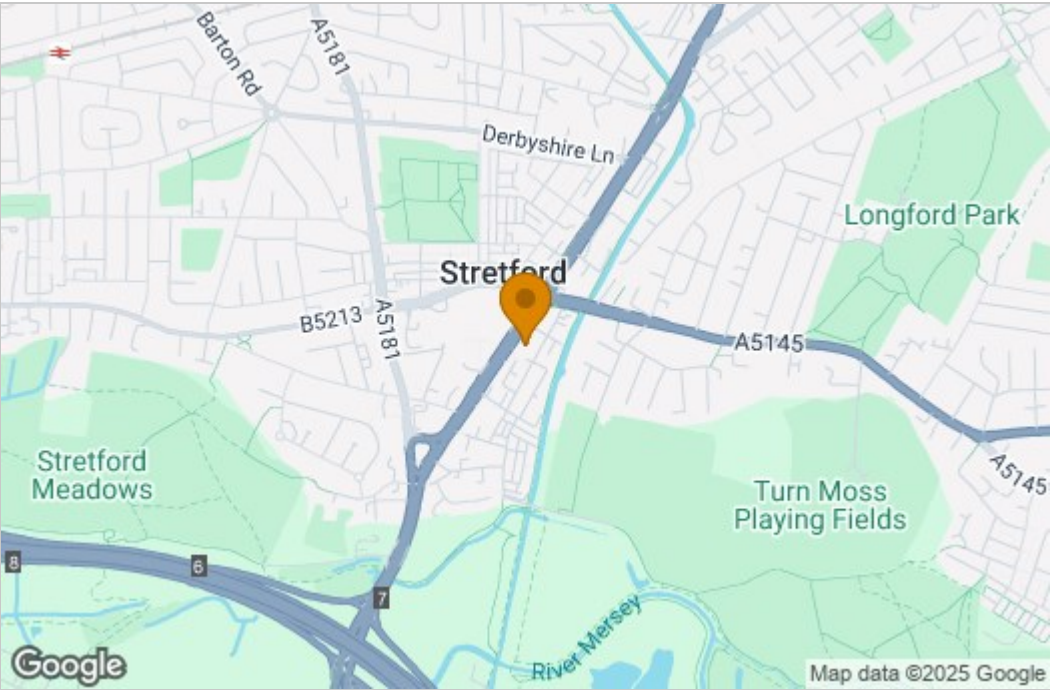 Barton Rd
A5181
Derbyshire Ln
Longford Park
Stretford
B5213
A5181
A5145
Stretford
Meadows
Turn Moss
Playing Fields
A5145
8
6
7
River Mersey
Google
Map data ©2025 Google